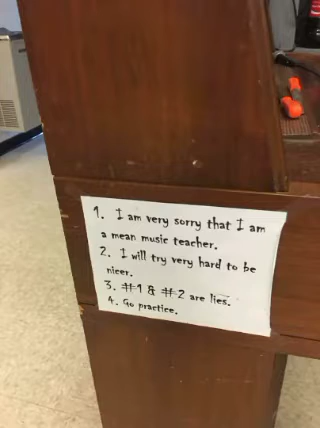 1. I am very sorry that I am
a mean music teacher.
2. I will try very hard to be
nicer.
3. #1 & #2 are lies.
4. Go practice.